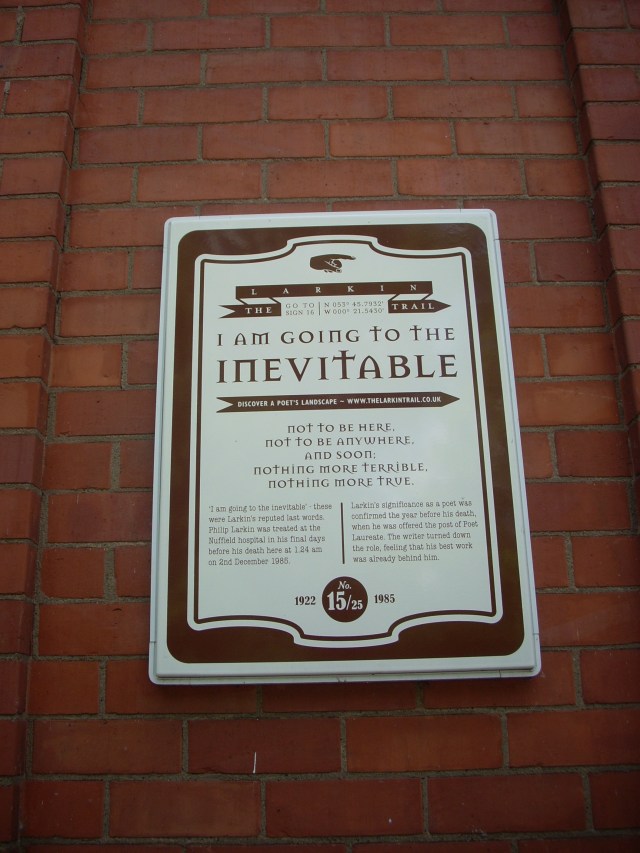 LARKIN
THE
GO TO
SIGN 16
N 053° 45.7932'
W 000° 21.5430'
TRAIL
I AM GOING TO THE
INEVITABLE
DISCOVER A POET'S LANDSCAPE – WWW.THELARKINTRAIL.CO.UK
NOT TO BE HERE,
NOT TO BE ANYWHERE,
AND SOON;
NOTHING MORE TERRIBLE,
NOTHING MORE TRUE.
'I am going to the inevitable' - these
were Larkin's reputed last words.
Philip Larkin was treated at the
Nuffield hospital in his final days
before his death here at 1.24 am
on 2nd December 1985.
Larkin's significance as a poet was
confirmed the year before his death,
when he was offered the post of Poet
Laureate. The writer turned down
the role, feeling that his best work
was already behind him.
1922
No.
15/25
1985